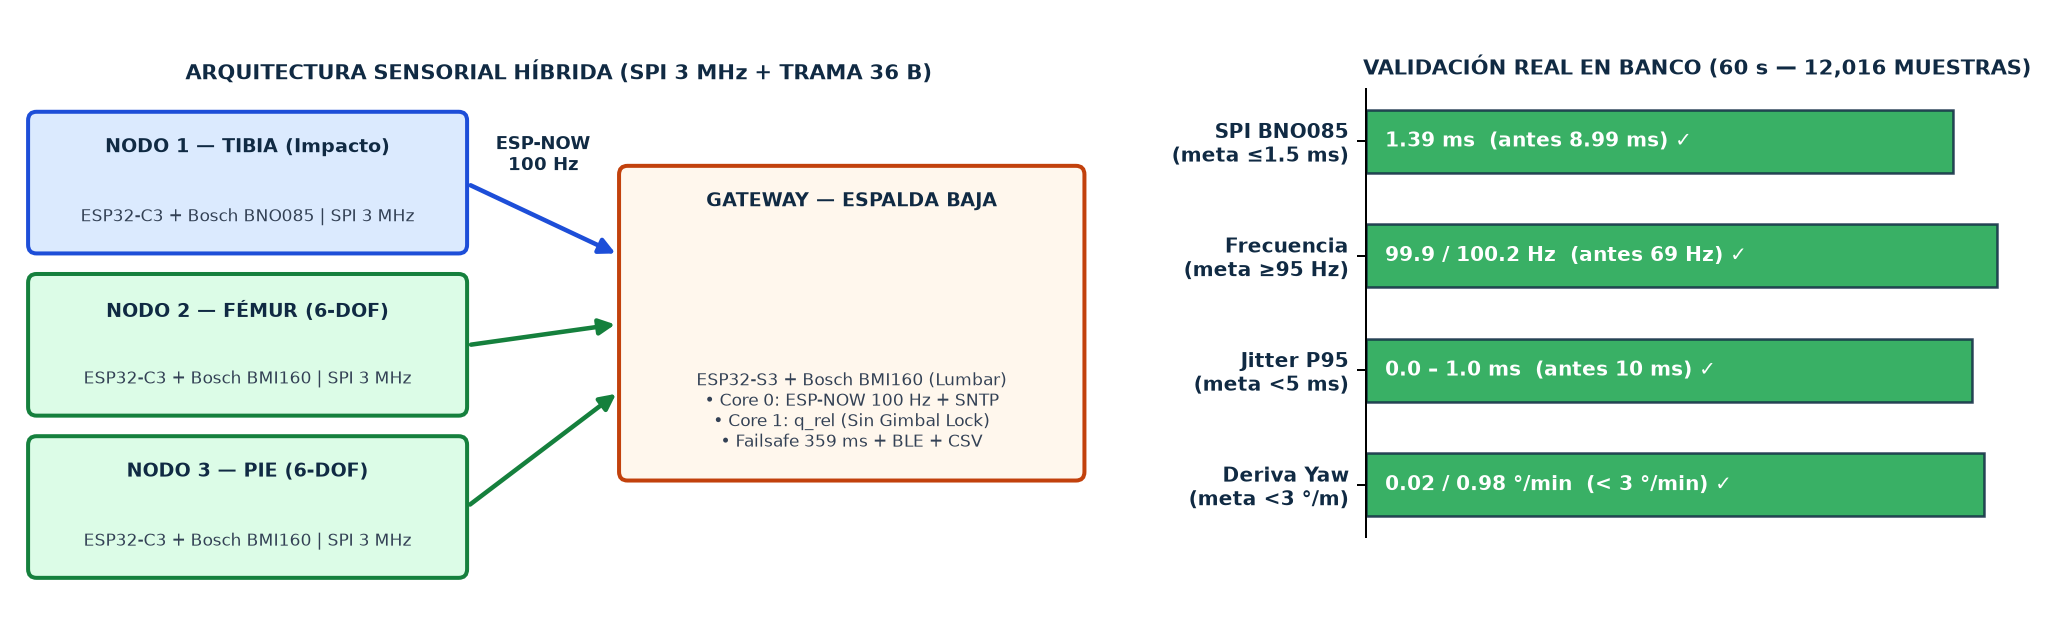 ARQUITECTURA SENSORIAL HÍBRIDA (SPI 3 MHz + TRAMA 36 B)
NODO 1 — TIBIA (Impacto)
ESP32-C3 + Bosch BNO085 | SPI 3 MHz
NODO 2 — FÉMUR (6-DOF)
ESP32-C3 + Bosch BMI160 | SPI 3 MHz
NODO 3 — PIE (6-DOF)
ESP32-C3 + Bosch BMI160 | SPI 3 MHz
ESP-NOW
100 Hz
GATEWAY — ESPALDA BAJA
ESP32-S3 + Bosch BMI160 (Lumbar)
• Core 0: ESP-NOW 100 Hz + SNTP
• Core 1: q_rel (Sin Gimbal Lock)
• Failsafe 359 ms + BLE + CSV
VALIDACIÓN REAL EN BANCO (60 s — 12,016 MUESTRAS)
SPI BNO085
(meta ≤1.5 ms)
1.39 ms (antes 8.99 ms) ✓
Frecuencia
(meta ≥95 Hz)
99.9 / 100.2 Hz (antes 69 Hz) ✓
Jitter P95
(meta <5 ms)
0.0 – 1.0 ms (antes 10 ms) ✓
Deriva Yaw
(meta <3 °/m)
0.02 / 0.98 °/min (< 3 °/min) ✓